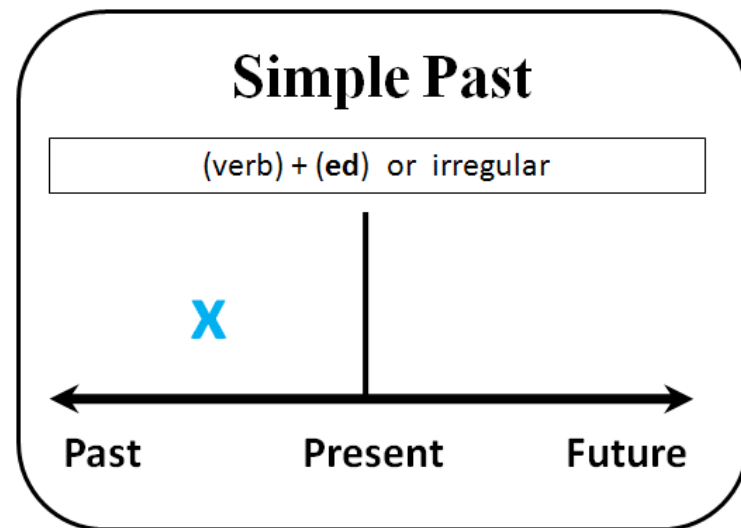 Simple Past
(verb) + (ed) or irregular
X
Past Present Future